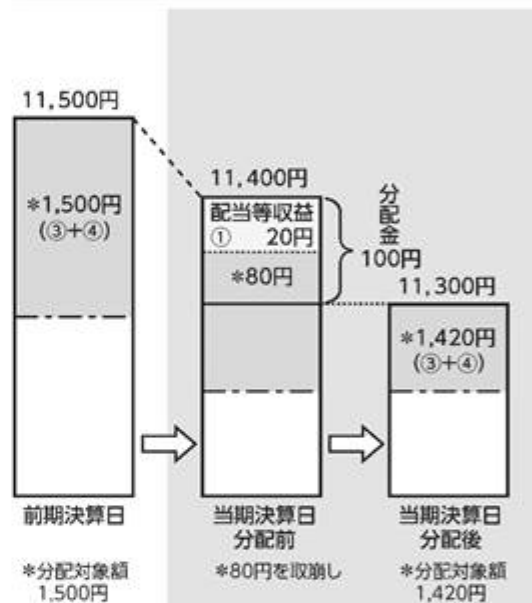 11,500円
*1,500円
(③+④)
前期決算日
*分配対象額
1,500円
11,400円
配当等収益
① 20円
*80円
分配金
100円
当期決算日
分配前
*80円を取崩し
11,300円
*1,420円
(③+④)
当期決算日
分配後
*分配対象額
1,420円